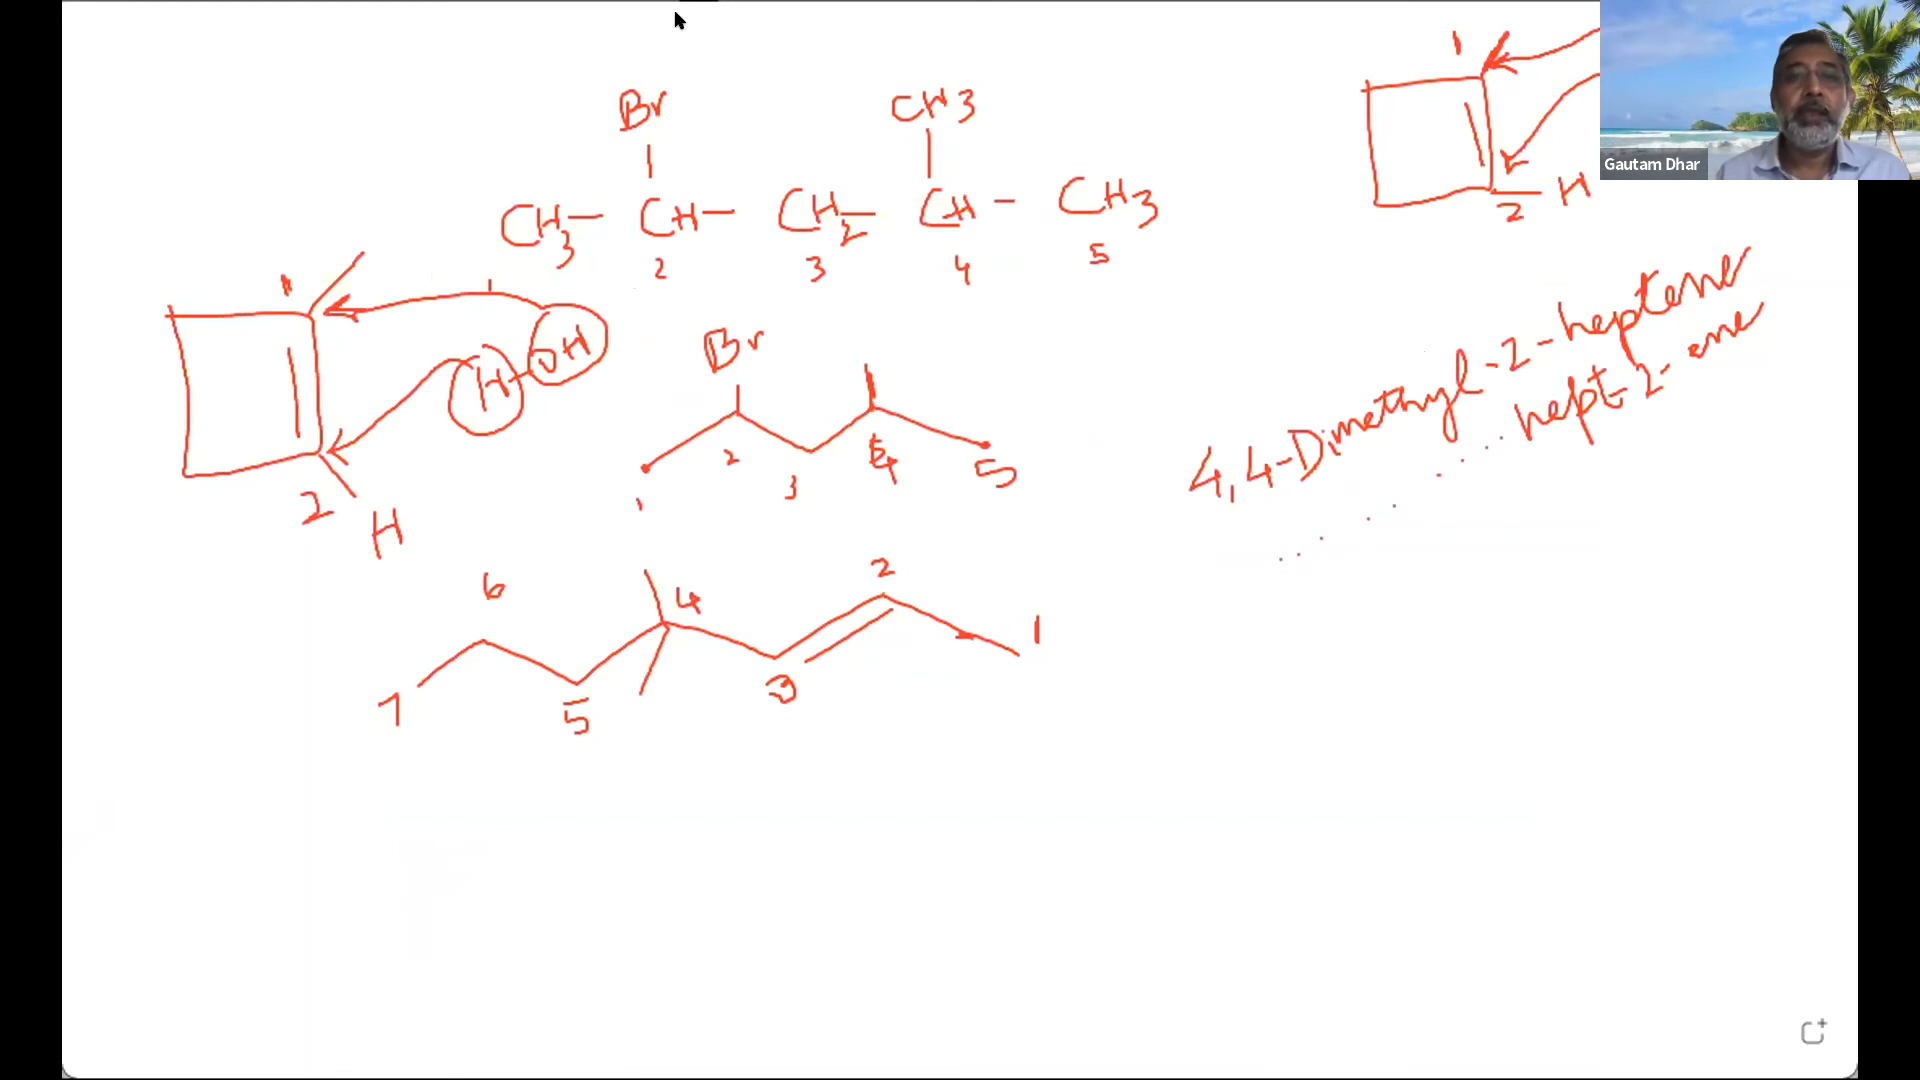 Gautam Dhar
1
2 H
Br CH3
CH3 - CH - CH2 - CH - CH3
2 3 4 5
1
H-OH
2
H
Br
1 2 3 4 5
4,4-Dimethyl-2-heptene
......... hept-2-ene
6 4 2 1
7 5 3